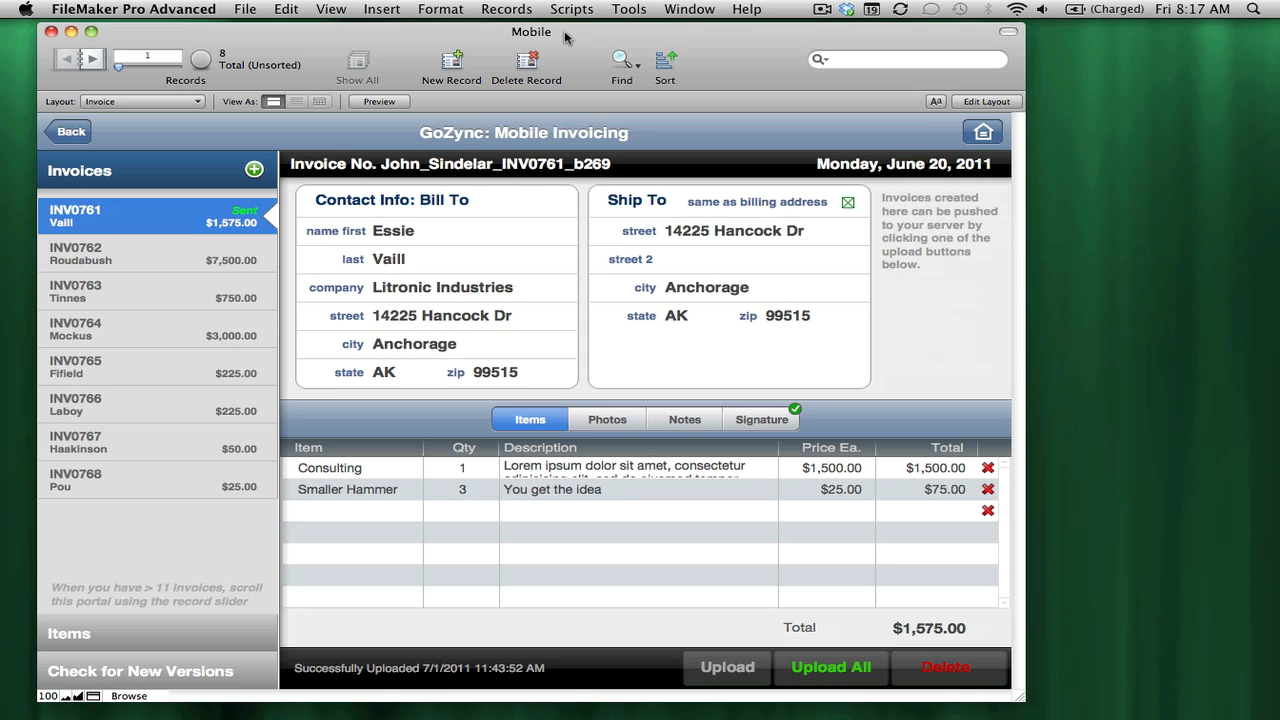 FileMaker Pro Advanced File Edit View Insert Format Records Scripts Tools Window Help (Charged) Fri 8:17 AM
Mobile
1
8
Total (Unsorted)
Records
Show All
New Record
Delete Record
Find
Sort
Layout: Invoice View As: Preview Aa Edit Layout
Back
GoZync: Mobile Invoicing
Invoices
INV0761 Sent
Vaill $1,575.00
INV0762
Roudabush $7,500.00
INV0763
Tinnes $750.00
INV0764
Mockus $3,000.00
INV0765
Fifield $225.00
INV0766
Laboy $225.00
INV0767
Haakinson $50.00
INV0768
Pou $25.00
When you have > 11 invoices, scroll
this portal using the record slider
Items
Check for New Versions
Invoice No. John_Sindelar_INV0761_b269 Monday, June 20, 2011
Contact Info: Bill To
name first Essie
last Vaill
company Litronic Industries
street 14225 Hancock Dr
city Anchorage
state AK zip 99515
Ship To same as billing address
street 14225 Hancock Dr
street 2
city Anchorage
state AK zip 99515
Invoices created
here can be pushed
to your server by
clicking one of the
upload buttons
below.
Items Photos Notes Signature
Item Qty Description Price Ea. Total
Consulting 1 Lorem ipsum dolor sit amet, consectetur $1,500.00 $1,500.00
Smaller Hammer 3 You get the idea $25.00 $75.00
Total $1,575.00
Successfully Uploaded 7/1/2011 11:43:52 AM Upload Upload All Delete
100 Browse